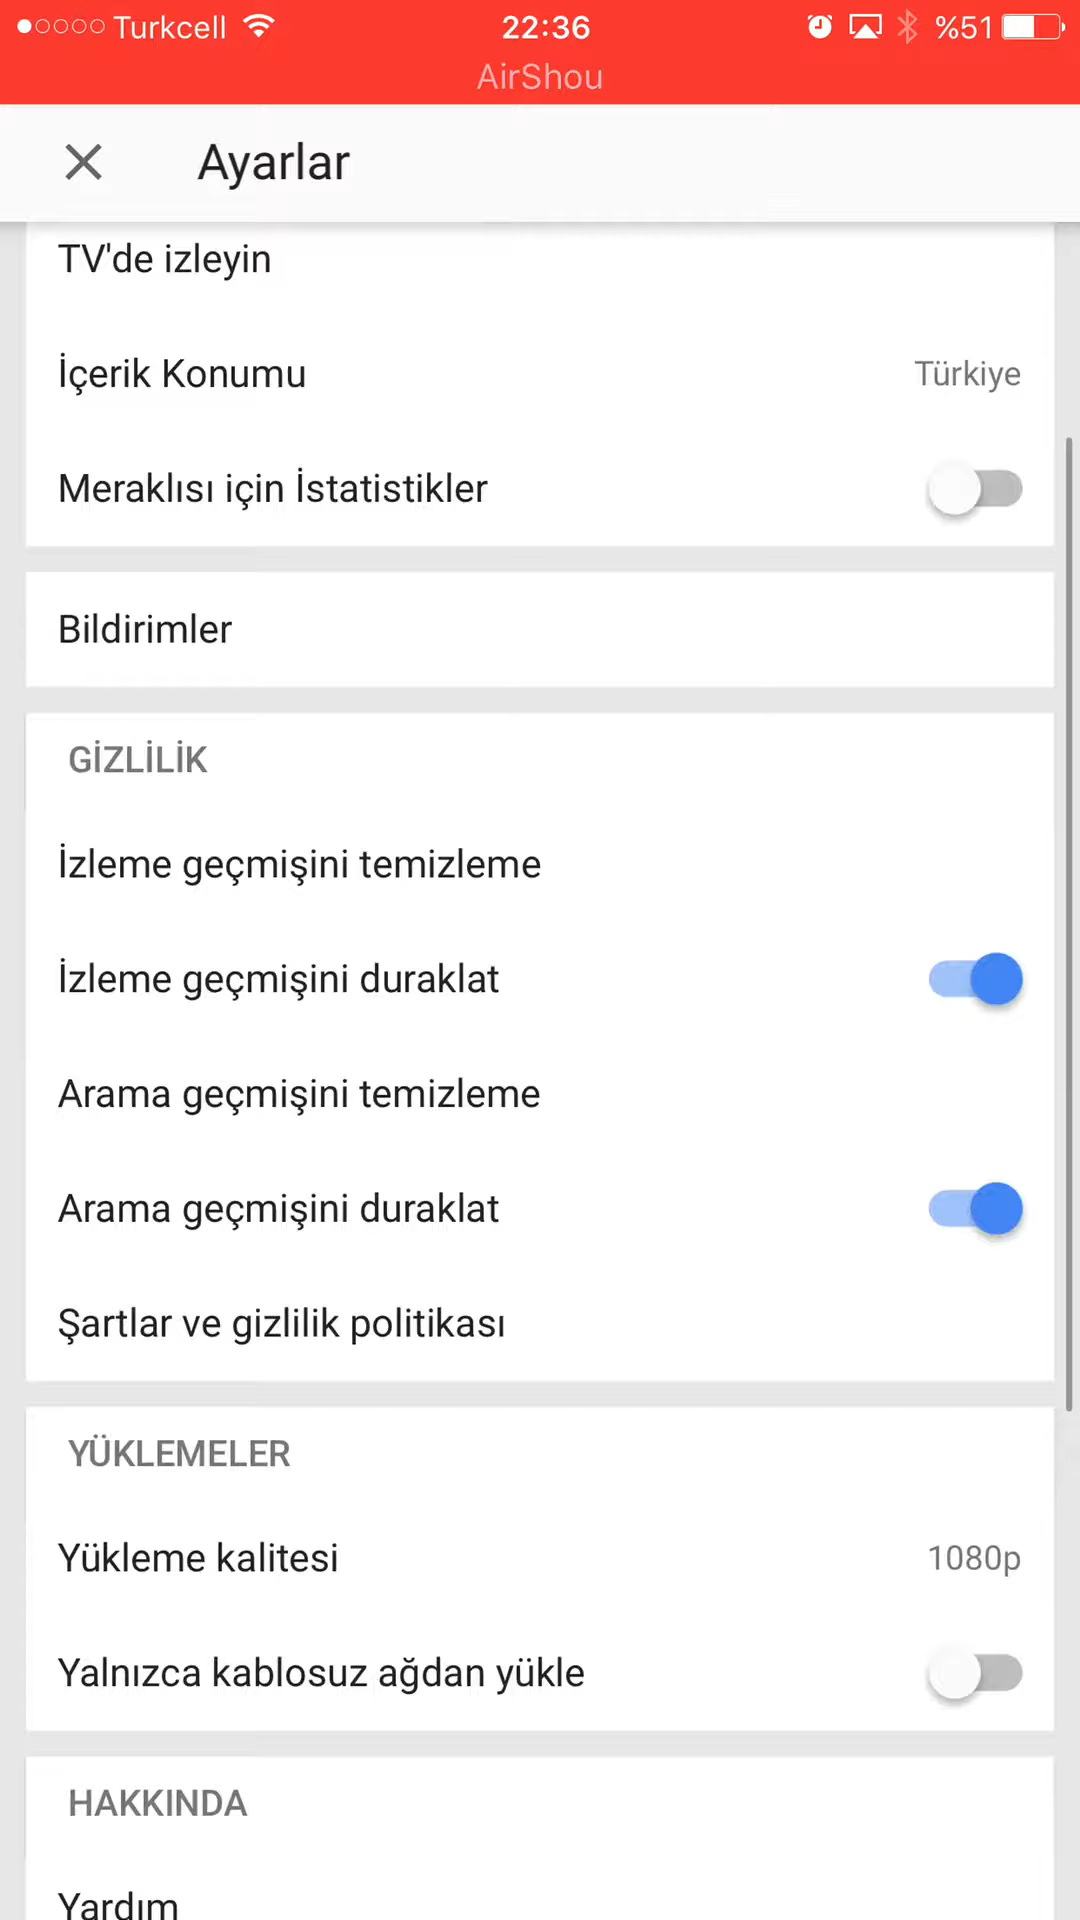 Turkcell 22:36 %51
AirShou
Ayarlar
TV'de izleyin
İçerik Konumu Türkiye
Meraklısı için İstatistikler
Bildirimler
GİZLİLİK
İzleme geçmişini temizleme
İzleme geçmişini duraklat
Arama geçmişini temizleme
Arama geçmişini duraklat
Şartlar ve gizlilik politikası
YÜKLEMELER
Yükleme kalitesi 1080p
Yalnızca kablosuz ağdan yükle
HAKKINDA
Yardım